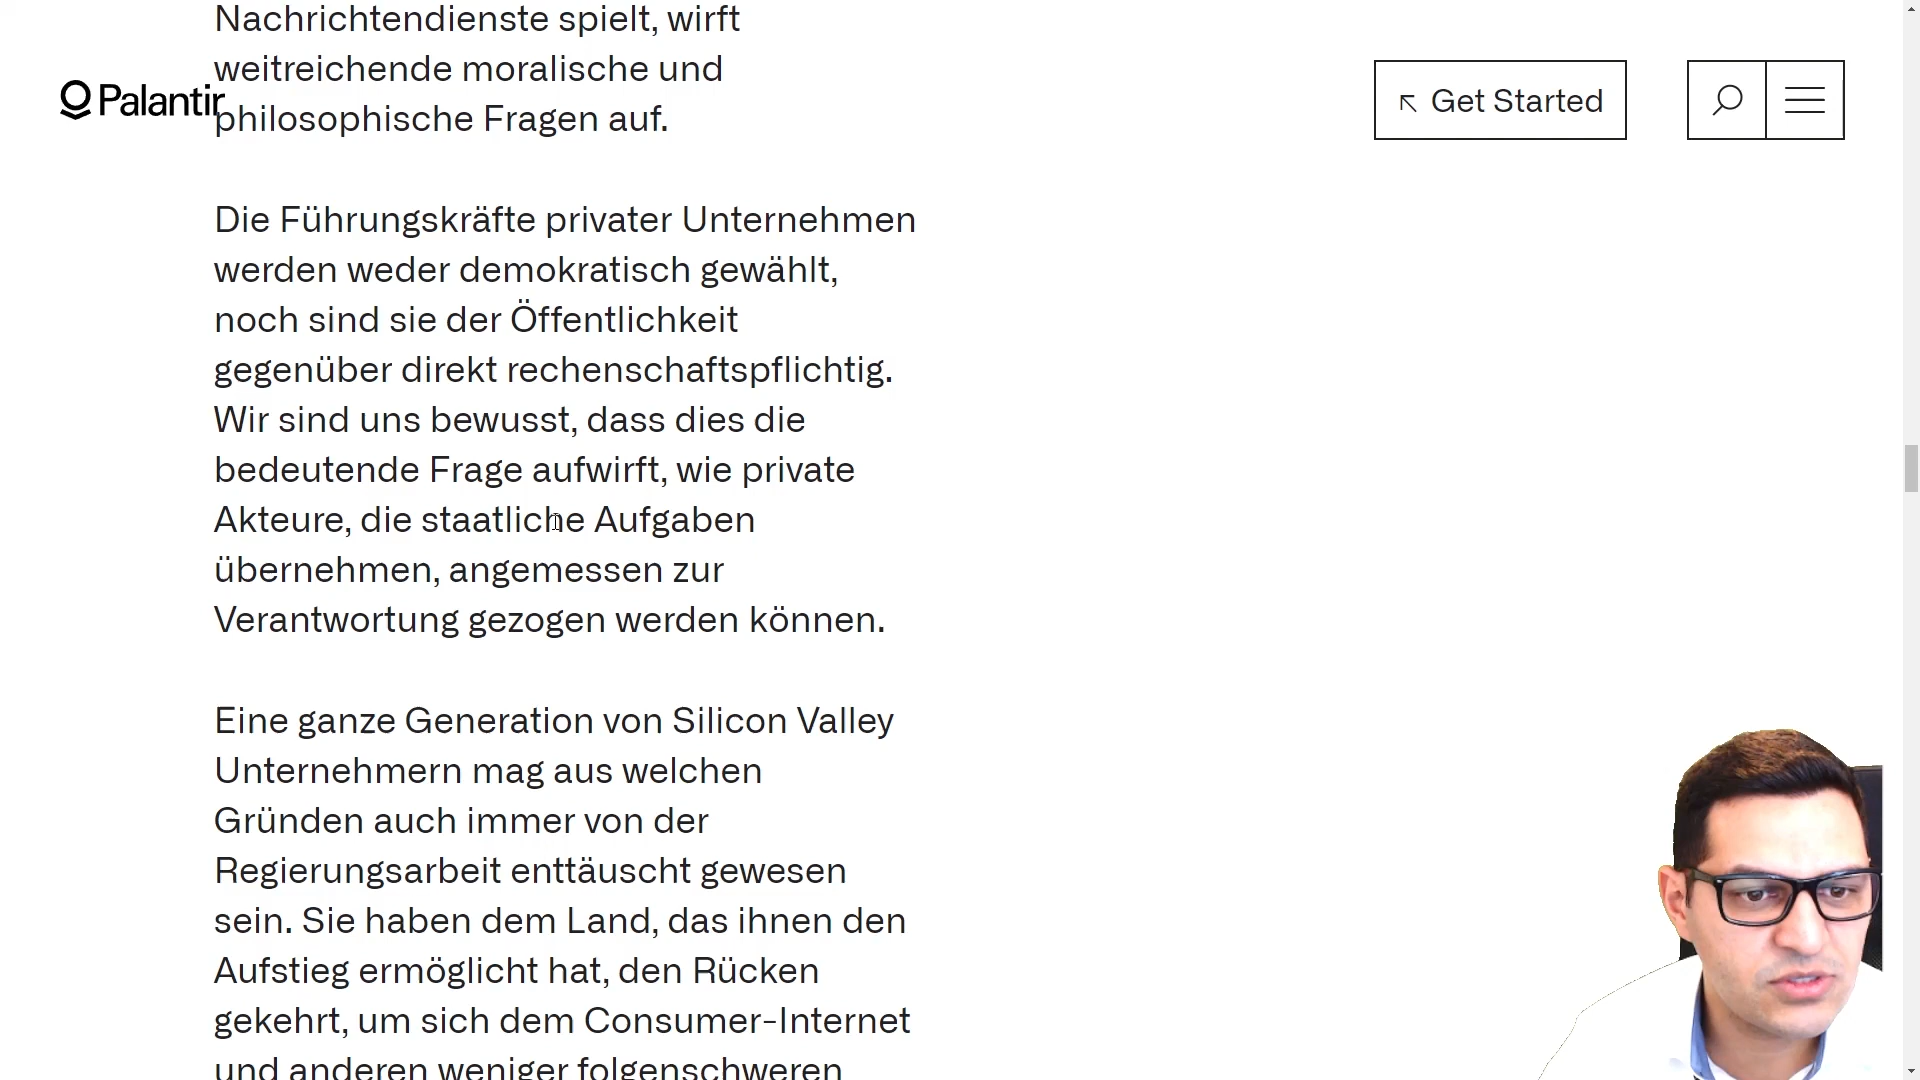 Nachrichtendienste spielt, wirft
weitreichende moralische und
philosophische Fragen auf.
Palantir
Get Started
Die Führungskräfte privater Unternehmen
werden weder demokratisch gewählt,
noch sind sie der Öffentlichkeit
gegenüber direkt rechenschaftspflichtig.
Wir sind uns bewusst, dass dies die
bedeutende Frage aufwirft, wie private
Akteure, die staatliche Aufgaben
übernehmen, angemessen zur
Verantwortung gezogen werden können.
Eine ganze Generation von Silicon Valley
Unternehmern mag aus welchen
Gründen auch immer von der
Regierungsarbeit enttäuscht gewesen
sein. Sie haben dem Land, das ihnen den
Aufstieg ermöglicht hat, den Rücken
gekehrt, um sich dem Consumer-Internet
und anderen weniger folgenschweren